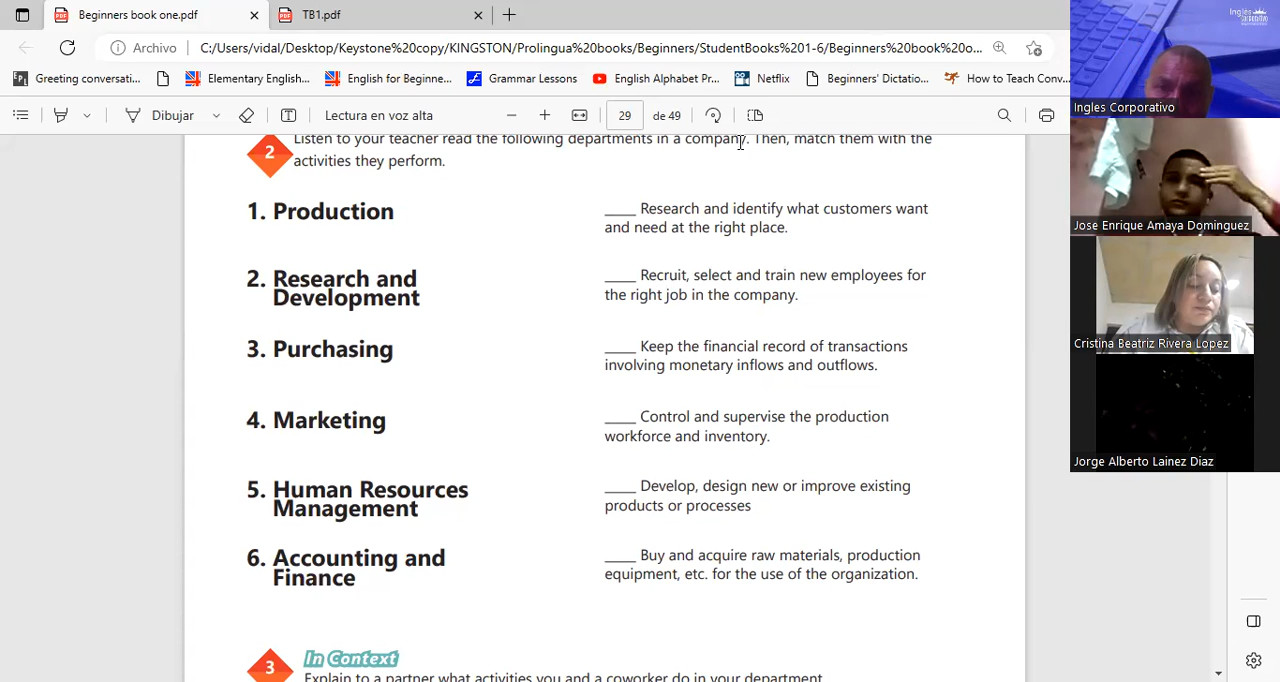 Beginners book one.pdf
TB1.pdf
Archivo
C:/Users/vidal/Desktop/Keystone%20copy/KINGSTON/Prolingua%20books/Beginners/StudentBooks%201-6/Beginners%20book%20o...
Greeting conversati...
Elementary English...
English for Beginne...
Grammar Lessons
English Alphabet Pr...
Netflix
Beginners' Dictatio...
How to Teach Conv...
Dibujar
Lectura en voz alta
29
de 49
2
Listen to your teacher read the following departments in a company. Then, match them with the
activities they perform.
1. Production
____ Research and identify what customers want
and need at the right place.
2. Research and
Development
____ Recruit, select and train new employees for
the right job in the company.
3. Purchasing
____ Keep the financial record of transactions
involving monetary inflows and outflows.
4. Marketing
____ Control and supervise the production
workforce and inventory.
5. Human Resources
Management
____ Develop, design new or improve existing
products or processes
6. Accounting and
Finance
____ Buy and acquire raw materials, production
equipment, etc. for the use of the organization.
3
In Context
Explain to a partner what activities you and a coworker do in your department.
Ingles Corporativo
Jose Enrique Amaya Dominguez
Cristina Beatriz Rivera Lopez
Jorge Alberto Lainez Diaz